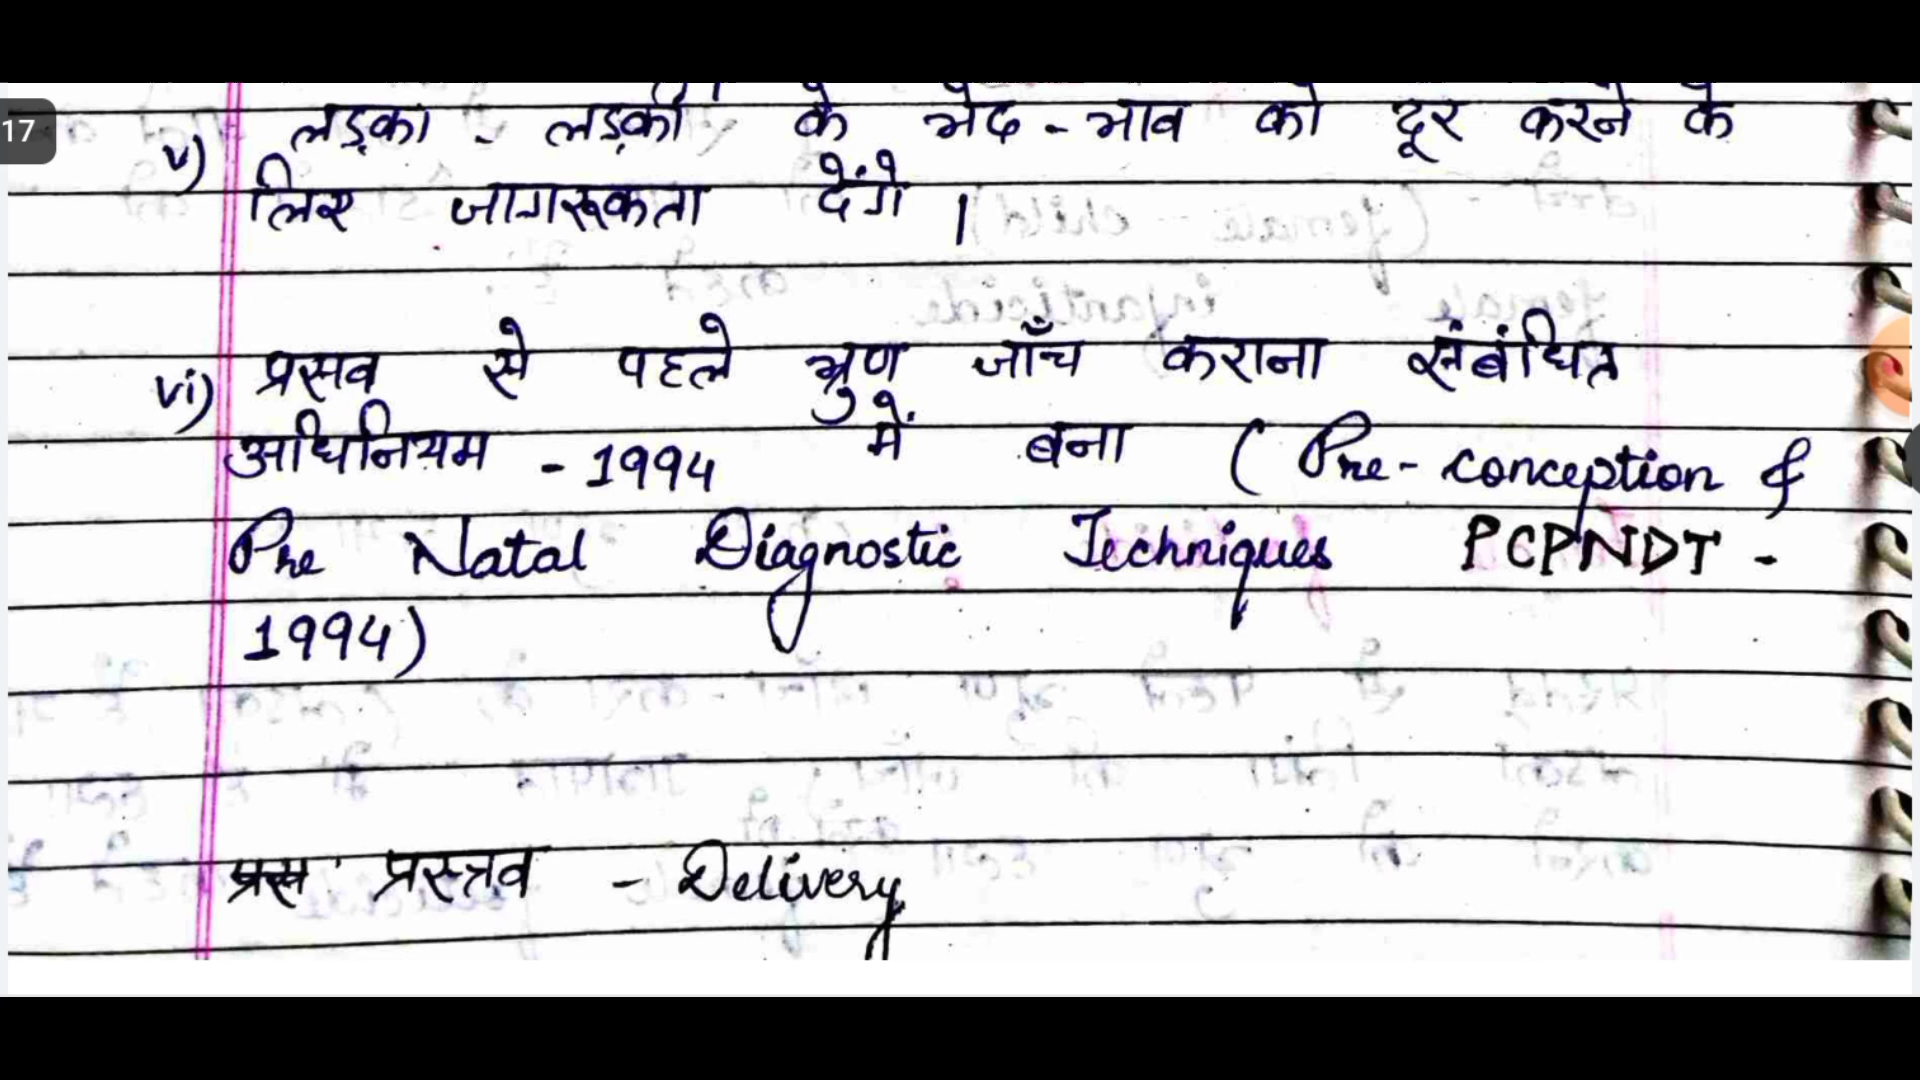 17
लड़का - लड़की के भेद - भाव को दूर करने के
v)
लिए जागरूकता देंगे ।
vi) प्रसव से पहले भ्रुण जाँच कराना संबंधित
अधिनियम - 1994 में बना ( Pre - conception &
Pre Natal Diagnostic Techniques PCPNDT -
1994)
प्रस्त्रव - Delivery